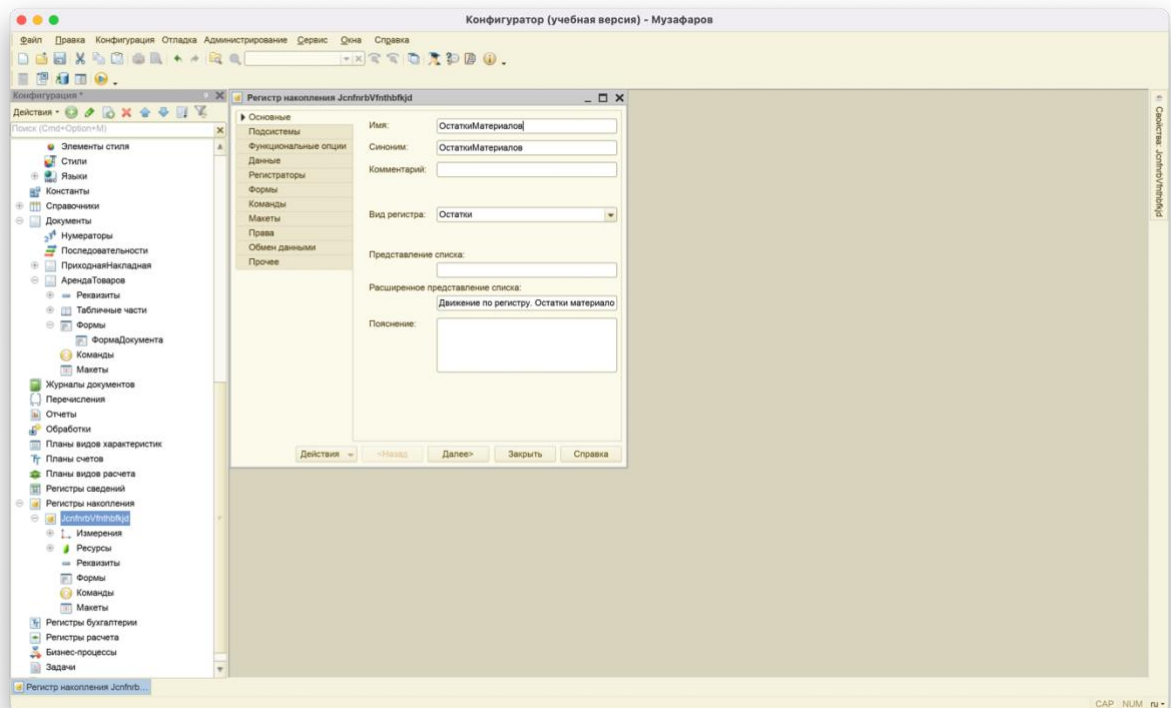 Конфигуратор (учебная версия) - Музафаров
Файл Правка Конфигурация Отладка Администрирование Сервис Окна Справка
Конфигурация *
Действия
Поиск (Cmd+Option+M)
Элементы стиля
Стили
Языки
Константы
Справочники
Документы
Нумераторы
Последовательности
ПриходнаяНакладная
АрендаТоваров
Реквизиты
Табличные части
Формы
ФормаДокумента
Команды
Макеты
Журналы документов
Перечисления
Отчеты
Обработки
Планы видов характеристик
Планы счетов
Планы видов расчета
Регистры сведений
Регистры накопления
JcnfnrbVfnthbfkjd
Измерения
Ресурсы
Реквизиты
Формы
Команды
Макеты
Регистры бухгалтерии
Регистры расчета
Бизнес-процессы
Задачи
Регистр накопления JcnfnrbVfnthbfkjd
Основные
Подсистемы
Функциональные опции
Данные
Регистраторы
Формы
Команды
Макеты
Права
Обмен данными
Прочее
Имя: ОстаткиМатериалов
Синоним: ОстаткиМатериалов
Комментарий:
Вид регистра: Остатки
Представление списка:
Расширенное представление списка:
Движение по регистру. Остатки материало
Пояснение:
Действия <Назад Далее> Закрыть Справка
Свойства: JcnfnrbVfnthbfkjd
Регистр накопления Jcnfnrb...
CAP NUM ru